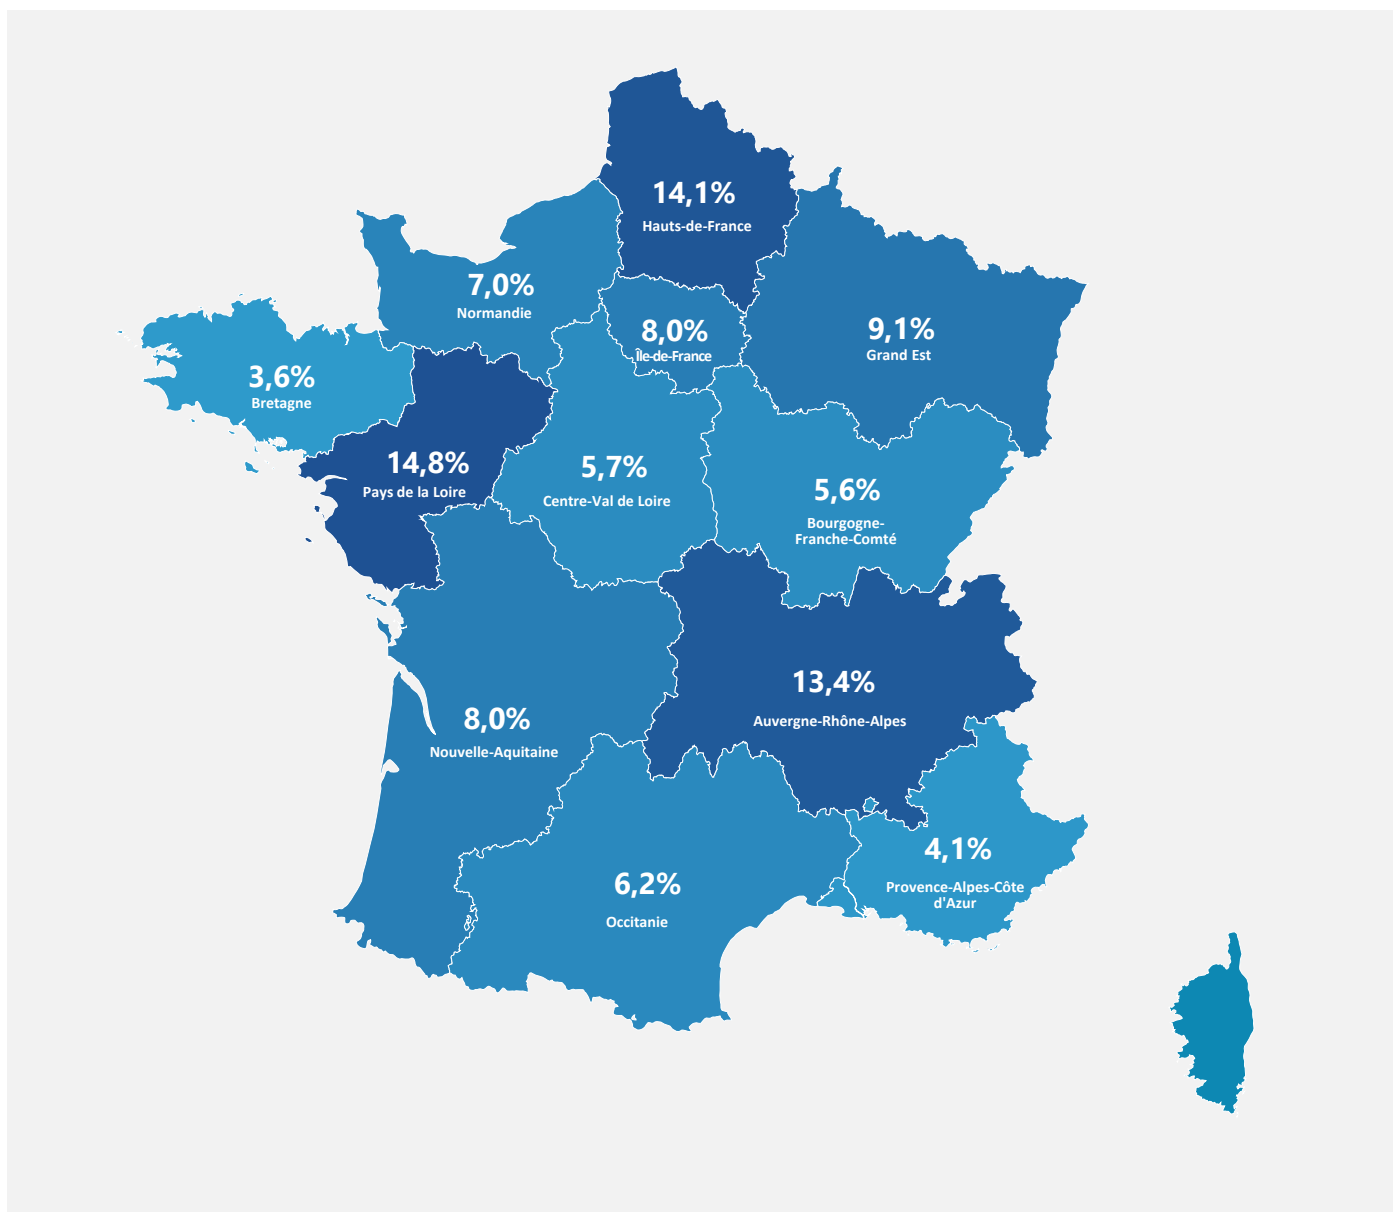 14,1%
Hauts-de-France
7,0%
Normandie
8,0%
Île-de-France
9,1%
Grand Est
3,6%
Bretagne
14,8%
Pays de la Loire
5,7%
Centre-Val de Loire
5,6%
Bourgogne-
Franche-Comté
13,4%
Auvergne-Rhône-Alpes
8,0%
Nouvelle-Aquitaine
4,1%
Provence-Alpes-Côte
d'Azur
6,2%
Occitanie